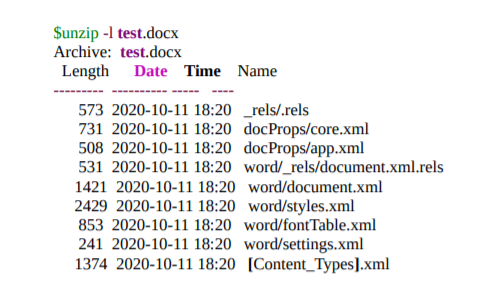 $unzip -l test.docx
Archive:  test.docx
Length Date Time Name
--------- ---------- ----- ----
573 2020-10-11 18:20 _rels/.rels
731 2020-10-11 18:20 docProps/core.xml
508 2020-10-11 18:20 docProps/app.xml
531 2020-10-11 18:20 word/_rels/document.xml.rels
1421 2020-10-11 18:20 word/document.xml
2429 2020-10-11 18:20 word/styles.xml
853 2020-10-11 18:20 word/fontTable.xml
241 2020-10-11 18:20 word/settings.xml
1374 2020-10-11 18:20 [Content_Types].xml